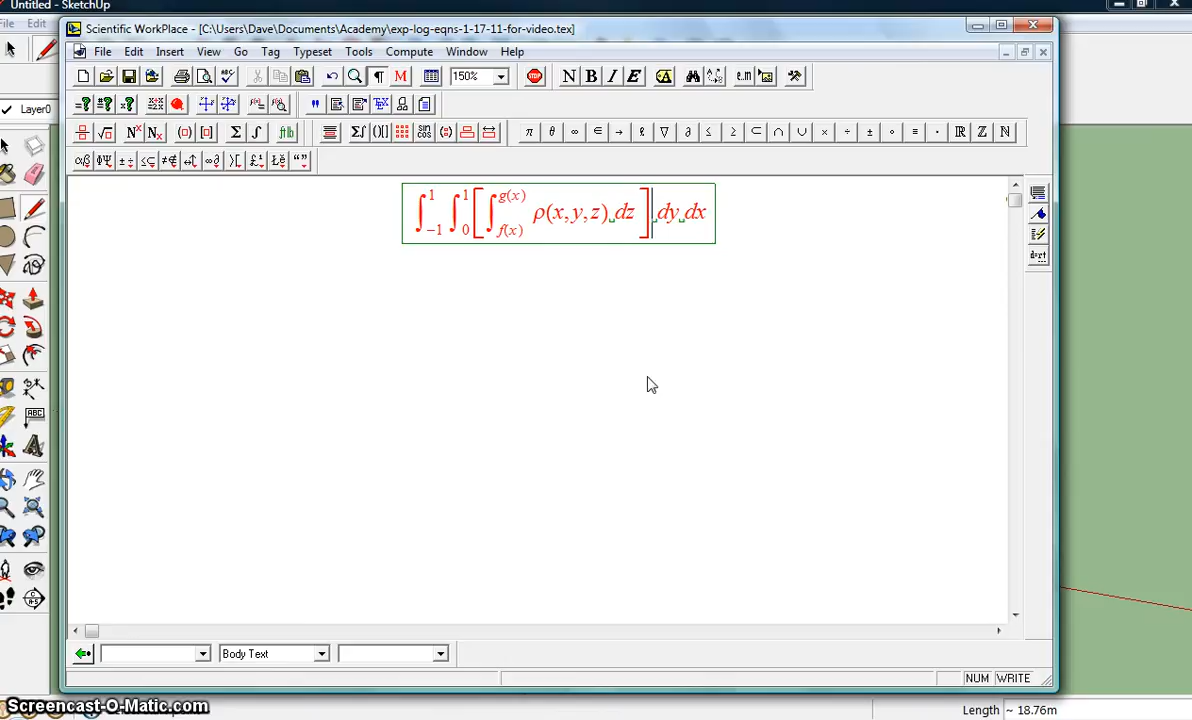 Untitled - SketchUp
File Edit
Scientific WorkPlace - [C:\Users\Dave\Documents\Academy\exp-log-eqns-1-17-11-for-video.tex]
File Edit Insert View Go Tag Typeset Tools Compute Window Help
150%
N B I E A e.m
Layer0
π θ ∞ ∈ → ℓ ∇ ∂ ≤ ≥ ⊂ ∩ ∪ × ÷ ± ∘ ≡ · ℝ ℤ ℕ
∫_{-1}^{1} ∫_{0}^{1} [∫_{f(x)}^{g(x)} ρ(x,y,z) dz] dy dx
Body Text
NUM WRITE
Screencast-O-Matic.com
Length ~ 18.76m